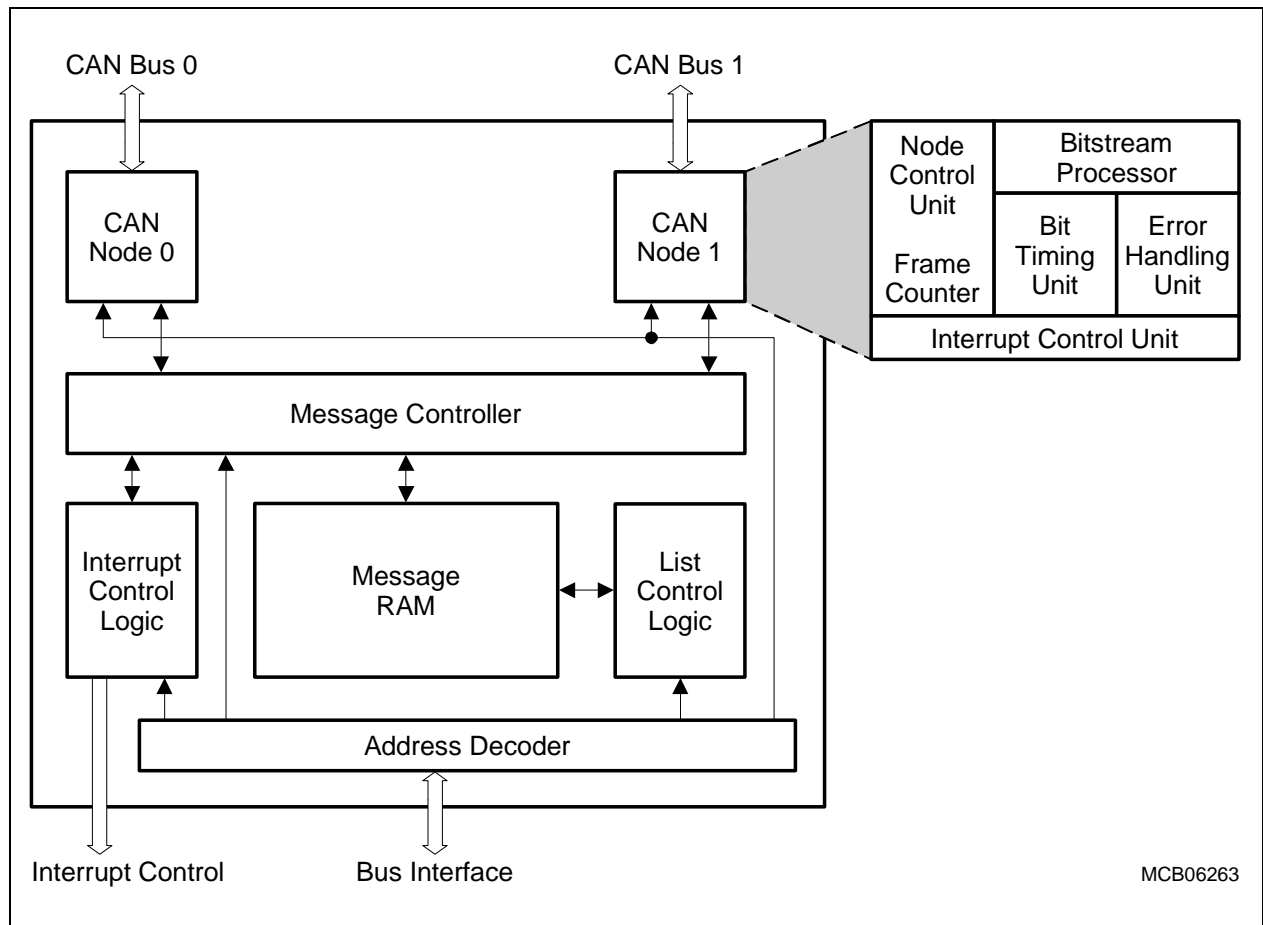 CAN Bus 0
CAN Bus 1
CAN
Node 0
CAN
Node 1
Node
Control
Unit
Frame
Counter
Bitstream
Processor
Bit
Timing
Unit
Error
Handling
Unit
Interrupt Control Unit
Message Controller
Interrupt
Control
Logic
Message
RAM
List
Control
Logic
Address Decoder
Interrupt Control
Bus Interface
MCB06263